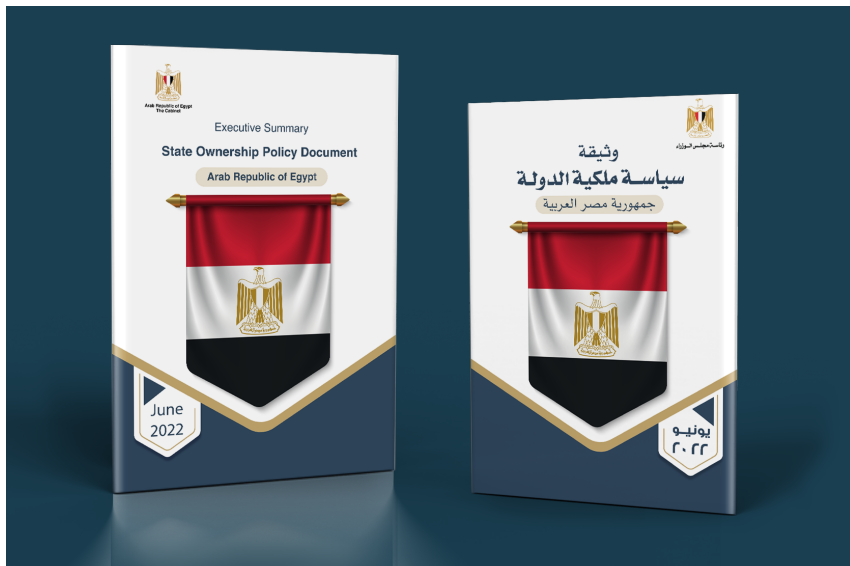 Arab Republic of Egypt
The Cabinet
Executive Summary
State Ownership Policy Document
Arab Republic of Egypt
June
2022
رئاسة مجلس الوزراء
وثيقة
سياسة ملكية الدولة
جمهورية مصر العربية
يونيو
٢٠٢٢